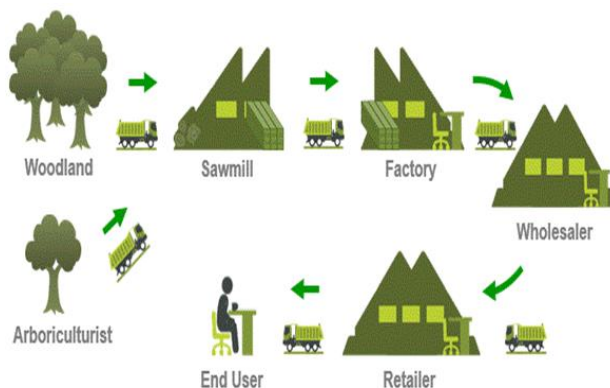 Woodland
Sawmill
Factory
Wholesaler
Arboriculturist
End User
Retailer